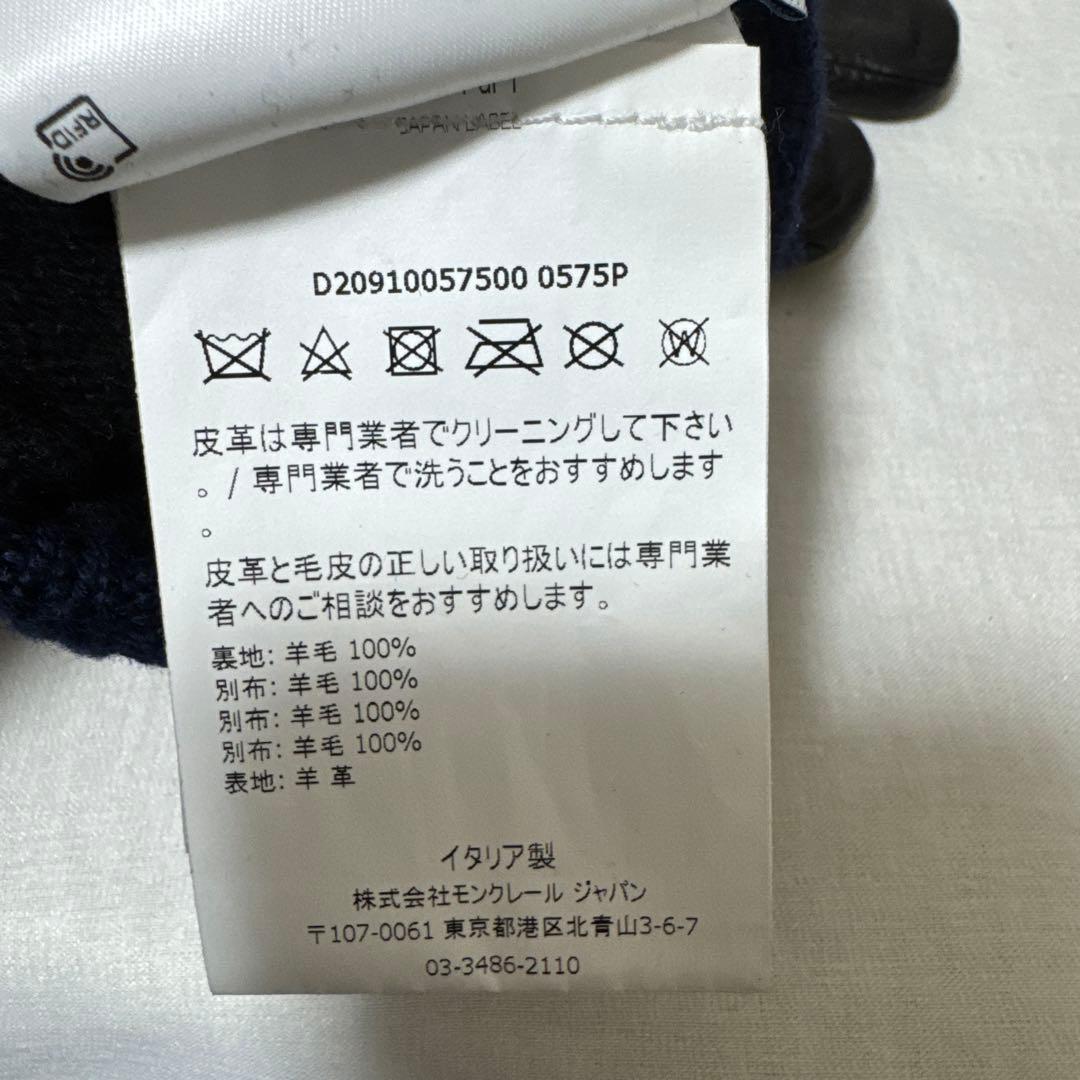 RFID
JAPAN LABEL
D20910057500 0575P
W
皮革は専門業者でクリーニングして下さい
。/ 専門業者で洗うことをおすすめします
。
皮革と毛皮の正しい取り扱いには専門業
者へのご相談をおすすめします。
裏地: 羊毛 100%
別布: 羊毛 100%
別布: 羊毛 100%
別布: 羊毛 100%
表地: 羊 革
イタリア製
株式会社モンクレール ジャパン
〒107-0061 東京都港区北青山3-6-7
03-3486-2110